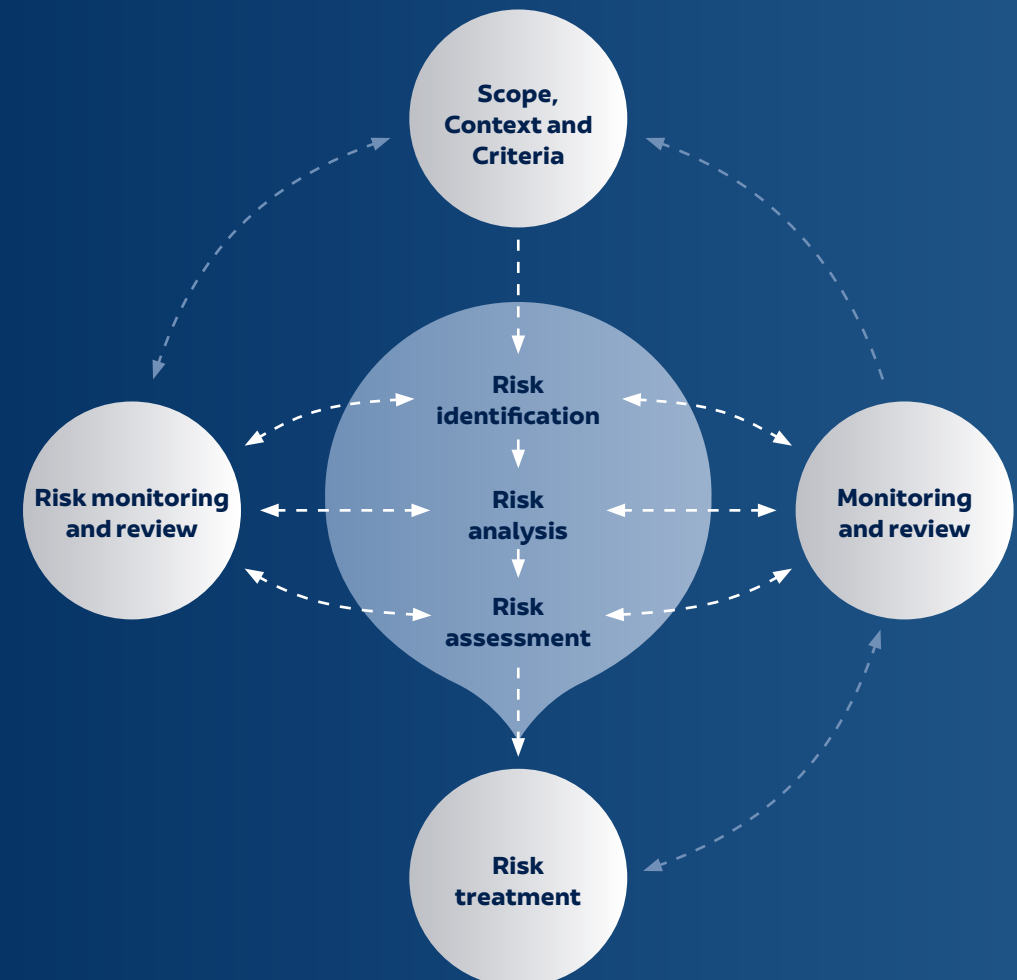 Scope,
Context and
Criteria
Risk
identification
Risk monitoring
and review
Risk
analysis
Monitoring
and review
Risk
assessment
Risk
treatment